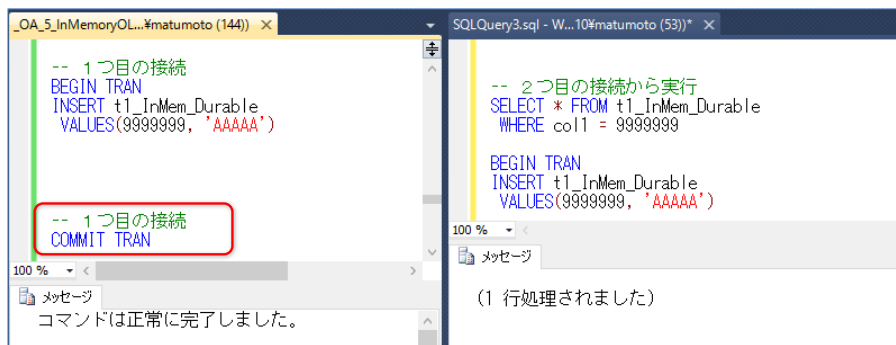 _OA_5_InMemoryOL...¥matumoto (144)) ×
-- 1つ目の接続
BEGIN TRAN
INSERT t1_InMem_Durable
VALUES(9999999, 'AAAAA')
-- 1つ目の接続
COMMIT TRAN
100 %
メッセージ
コマンドは正常に完了しました。
SQLQuery3.sql - W...10¥matumoto (53))* ×
-- 2つ目の接続から実行
SELECT * FROM t1_InMem_Durable
WHERE col1 = 9999999
BEGIN TRAN
INSERT t1_InMem_Durable
VALUES(9999999, 'AAAAA')
100 %
メッセージ
(1 行処理されました)